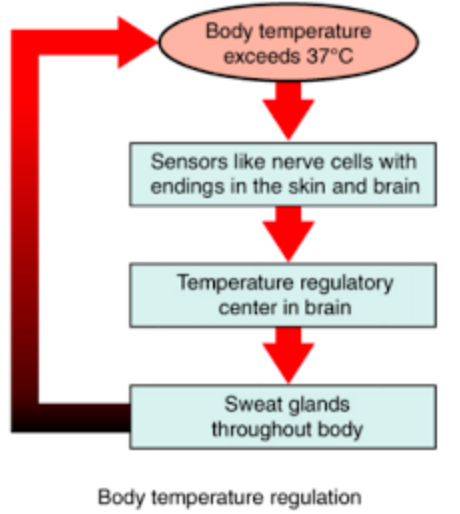 Body temperature
exceeds 37°C
Sensors like nerve cells with
endings in the skin and brain
Temperature regulatory
center in brain
Sweat glands
throughout body
Body temperature regulation